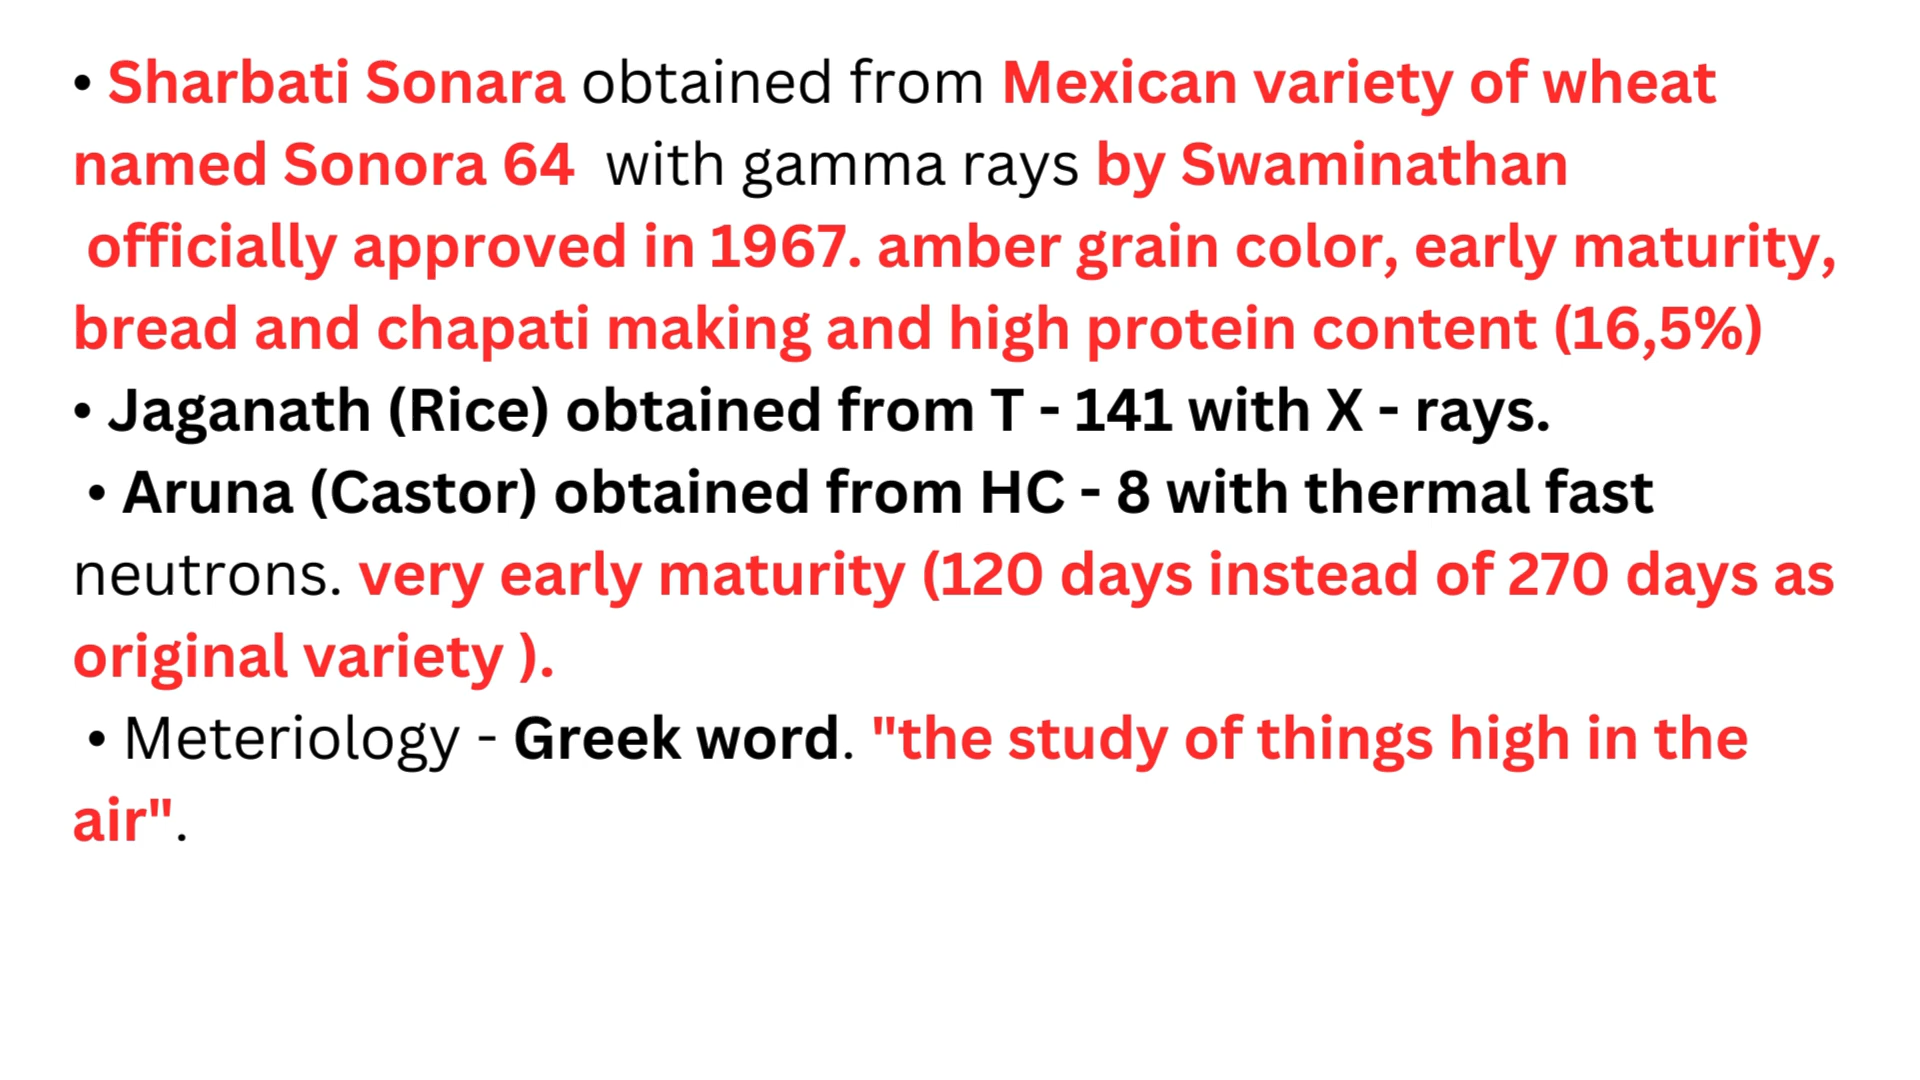 • Sharbati Sonara obtained from Mexican variety of wheat
named Sonora 64 with gamma rays by Swaminathan
officially approved in 1967. amber grain color, early maturity,
bread and chapati making and high protein content (16,5%)
• Jaganath (Rice) obtained from T - 141 with X - rays.
• Aruna (Castor) obtained from HC - 8 with thermal fast
neutrons. very early maturity (120 days instead of 270 days as
original variety ).
• Meteriology - Greek word. "the study of things high in the
air".